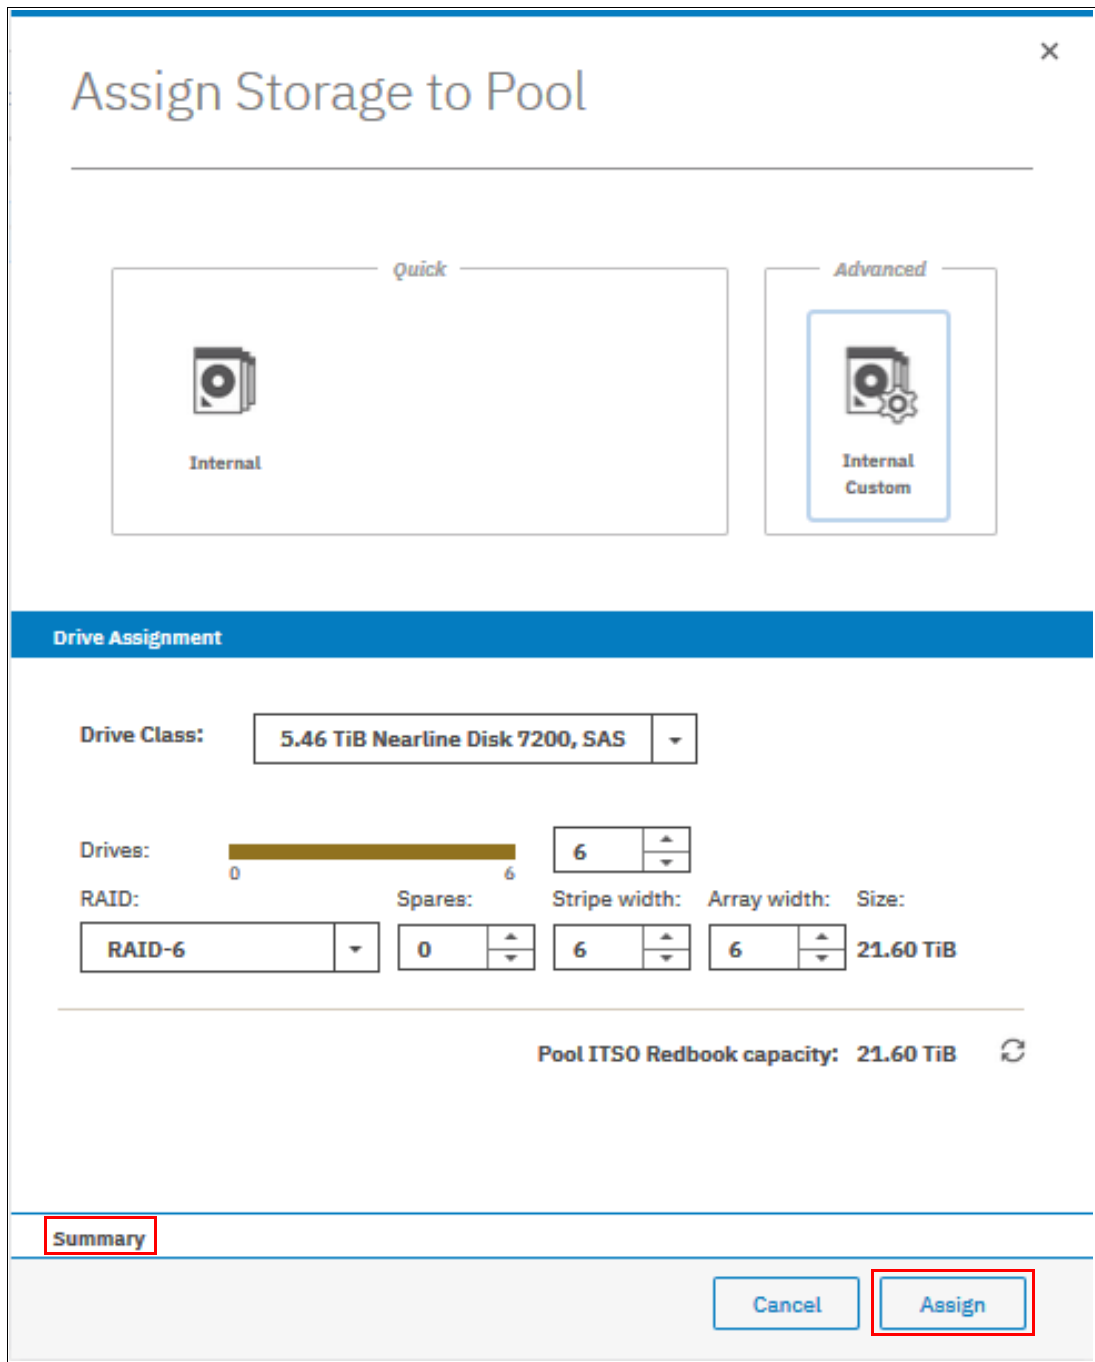 Assign Storage to Pool
Quick
Advanced
Internal
Internal
Custom
Drive Assignment
Drive Class:
5.46 TiB Nearline Disk 7200, SAS
Drives:
0
6
6
RAID: Spares: Stripe width: Array width: Size:
RAID-6 0 6 6 21.60 TiB
Pool ITSO Redbook capacity: 21.60 TiB
Summary
Cancel
Assign